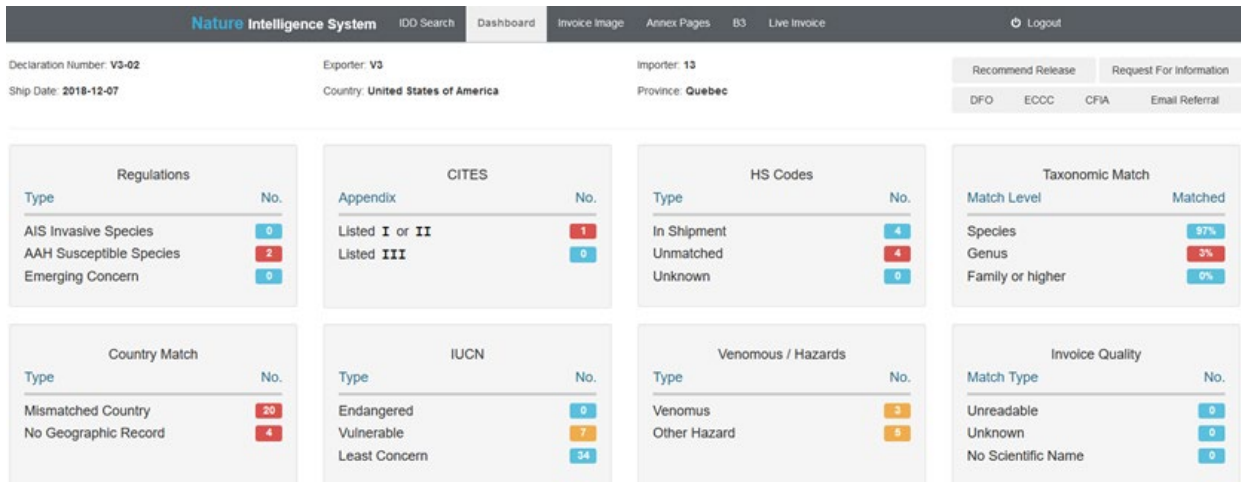 Nature Intelligence System IDD Search Dashboard Invoice Image Annex Pages B3 Live Invoice Logout
Declaration Number: V3-02 Exporter: V3 Importer: 13 Recommend Release Request For Information
Ship Date: 2018-12-07 Country: United States of America Province: Quebec DFO ECCC CFIA Email Referral
Regulations
Type No.
AIS Invasive Species 0
AAH Susceptible Species 2
Emerging Concern 0
CITES
Appendix No.
Listed I or II 1
Listed III 0
HS Codes
Type No.
In Shipment 4
Unmatched 4
Unknown 0
Taxonomic Match
Match Level Matched
Species 97%
Genus 3%
Family or higher 0%
Country Match
Type No.
Mismatched Country 20
No Geographic Record 4
IUCN
Type No.
Endangered 0
Vulnerable 7
Least Concern 34
Venomous / Hazards
Type No.
Venomus 3
Other Hazard 5
Invoice Quality
Match Type No.
Unreadable 0
Unknown 0
No Scientific Name 0